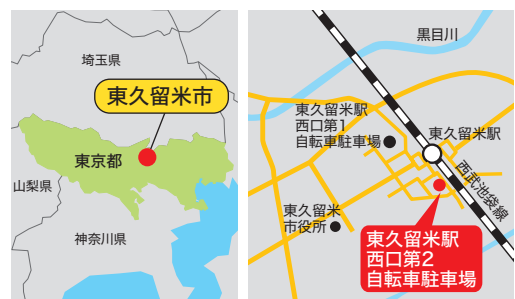 埼玉県
東久留米市
東京都
山梨県
神奈川県
黒目川
東久留米駅
西口第1
自転車駐車場
東久留米駅
西武池袋線
東久留米
市役所
東久留米駅
西口第2
自転車駐車場